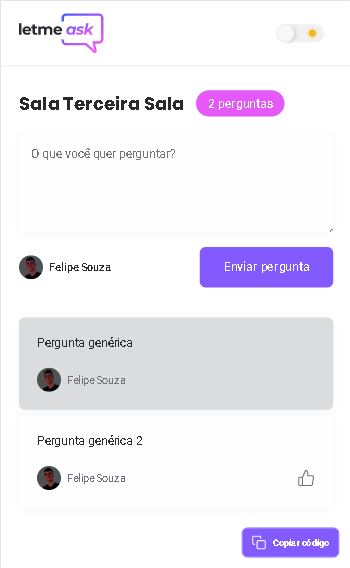 letme ask
Sala Terceira Sala
2 perguntas
O que você quer perguntar?
Felipe Souza
Enviar pergunta
Pergunta genérica
Felipe Souza
Pergunta genérica 2
Felipe Souza
Copiar código